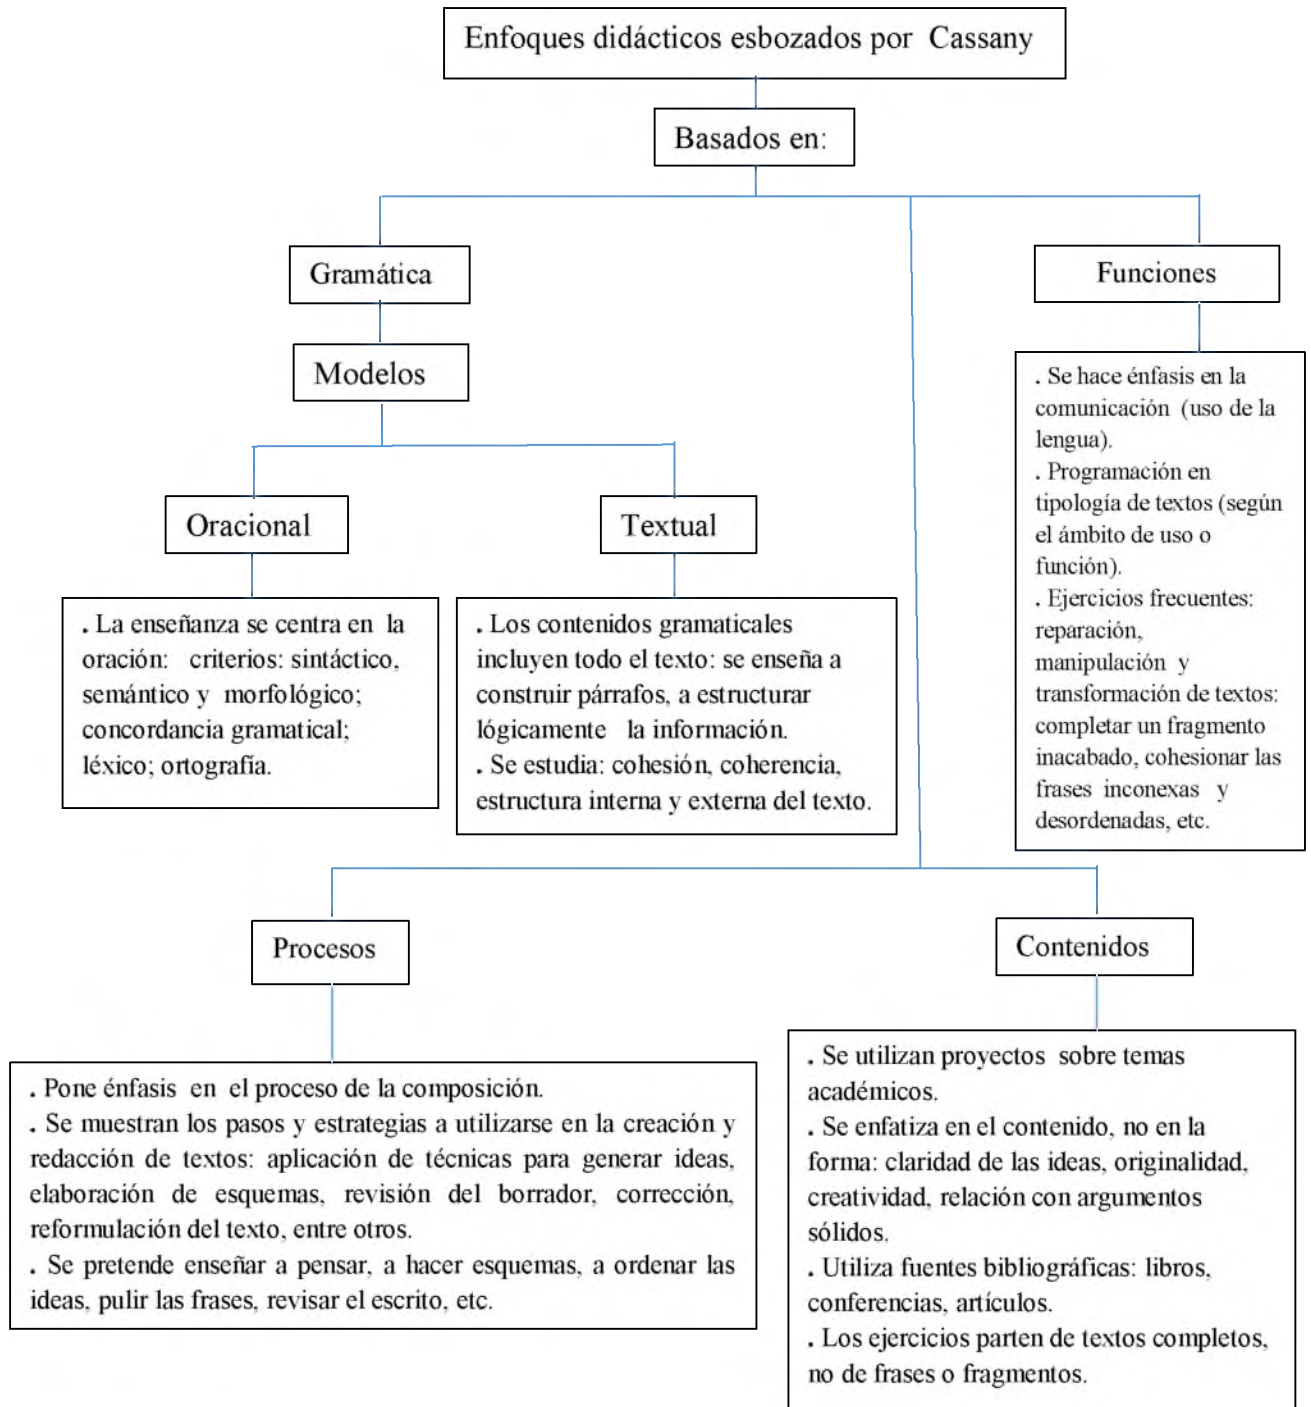 Enfoques didácticos esbozados por Cassany
Basados en:
Gramática
Funciones
Modelos
Oracional
Textual
. La enseñanza se centra en la
oración: criterios: sintáctico,
semántico y morfológico;
concordancia gramatical;
léxico; ortografía.
. Los contenidos gramaticales
incluyen todo el texto: se enseña a
construir párrafos, a estructurar
lógicamente la información.
. Se estudia: cohesión, coherencia,
estructura interna y externa del texto.
. Se hace énfasis en la
comunicación (uso de la
lengua).
. Programación en
tipología de textos (según
el ámbito de uso o
función).
. Ejercicios frecuentes:
reparación,
manipulación y
transformación de textos:
completar un fragmento
inacabado, cohesionar las
frases inconexas y
desordenadas, etc.
Procesos
Contenidos
. Pone énfasis en el proceso de la composición.
. Se muestran los pasos y estrategias a utilizarse en la creación y
redacción de textos: aplicación de técnicas para generar ideas,
elaboración de esquemas, revisión del borrador, corrección,
reformulación del texto, entre otros.
. Se pretende enseñar a pensar, a hacer esquemas, a ordenar las
ideas, pulir las frases, revisar el escrito, etc.
. Se utilizan proyectos sobre temas
académicos.
. Se enfatiza en el contenido, no en la
forma: claridad de las ideas, originalidad,
creatividad, relación con argumentos
sólidos.
. Utiliza fuentes bibliográficas: libros,
conferencias, artículos.
. Los ejercicios parten de textos completos,
no de frases o fragmentos.